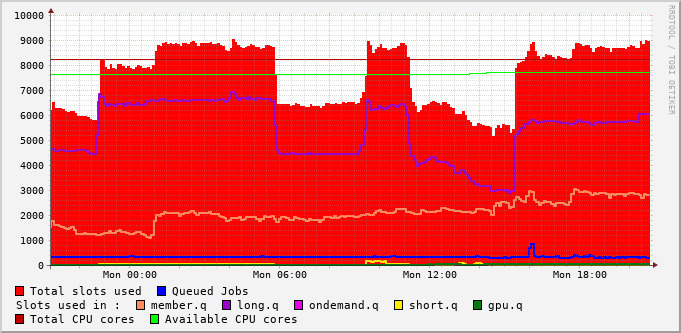 10000
9000
8000
7000
6000
5000
4000
3000
2000
1000
0
Mon 00:00 Mon 06:00 Mon 12:00 Mon 18:00
RRDTOOL / TOBI OETIKER
Total slots used Queued Jobs
Slots used in : member.q long.q ondemand.q short.q gpu.q
Total CPU cores Available CPU cores